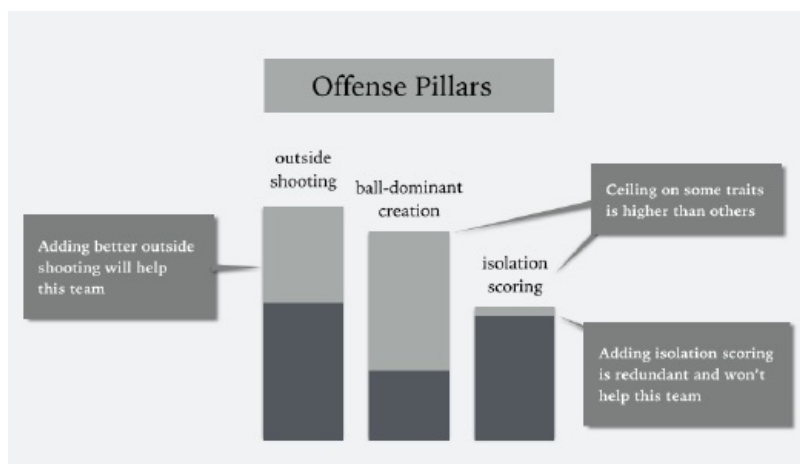 Offense Pillars
outside
shooting
ball-dominant
creation
isolation
scoring
Adding better outside
shooting will help
this team
Ceiling on some traits
is higher than others
Adding isolation scoring
is redundant and won't
help this team